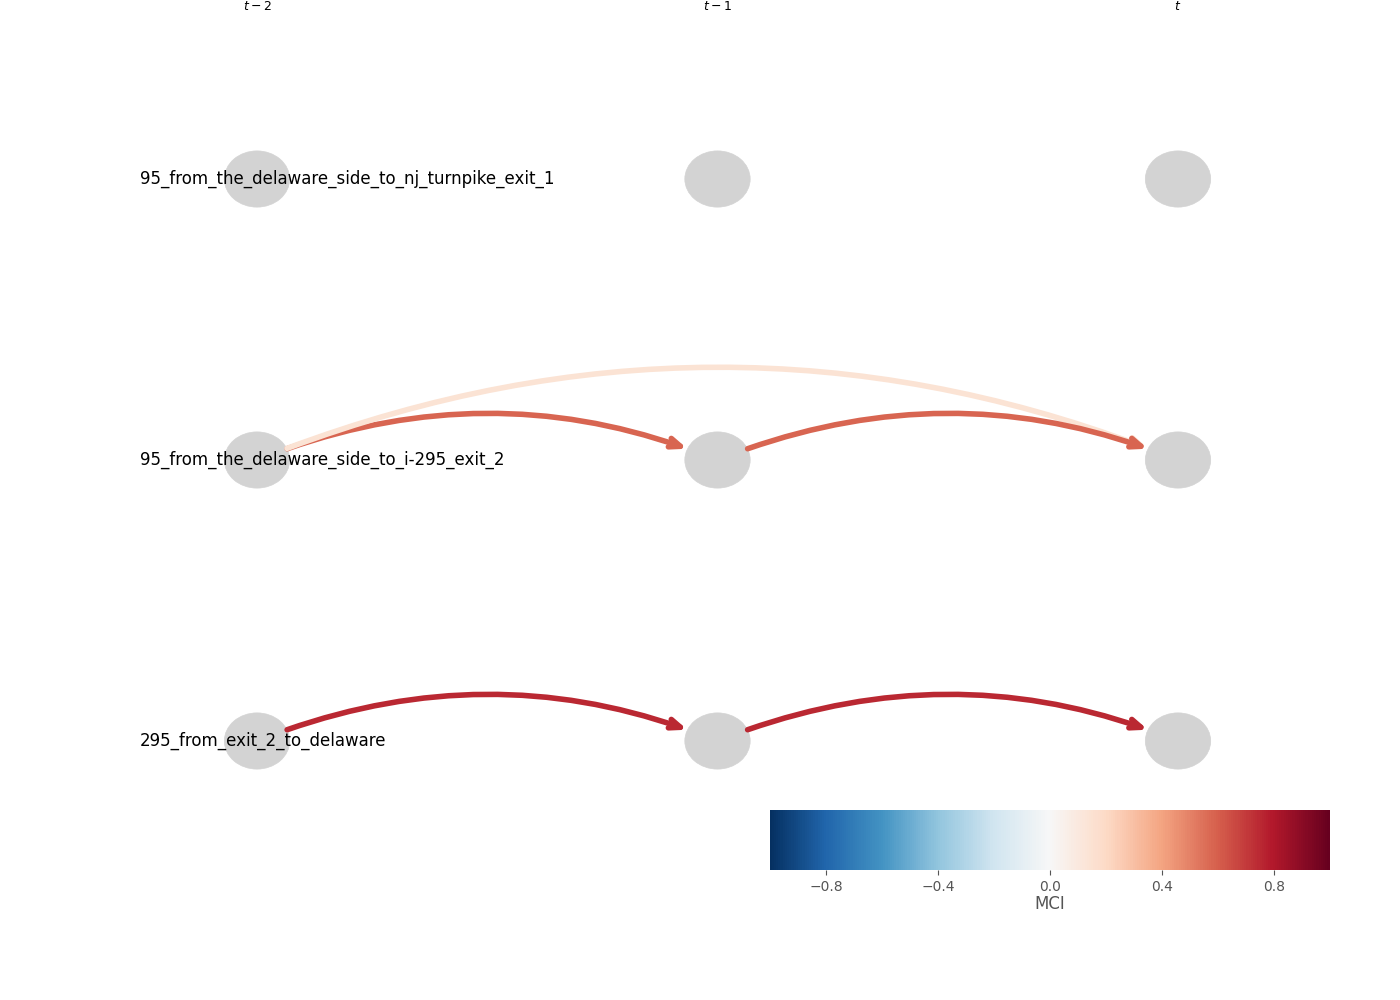 t − 2 t − 1 t
95_from_the_delaware_side_to_nj_turnpike_exit_1
95_from_the_delaware_side_to_i-295_exit_2
295_from_exit_2_to_delaware
−0.8 −0.4 0.0 0.4 0.8
MCI